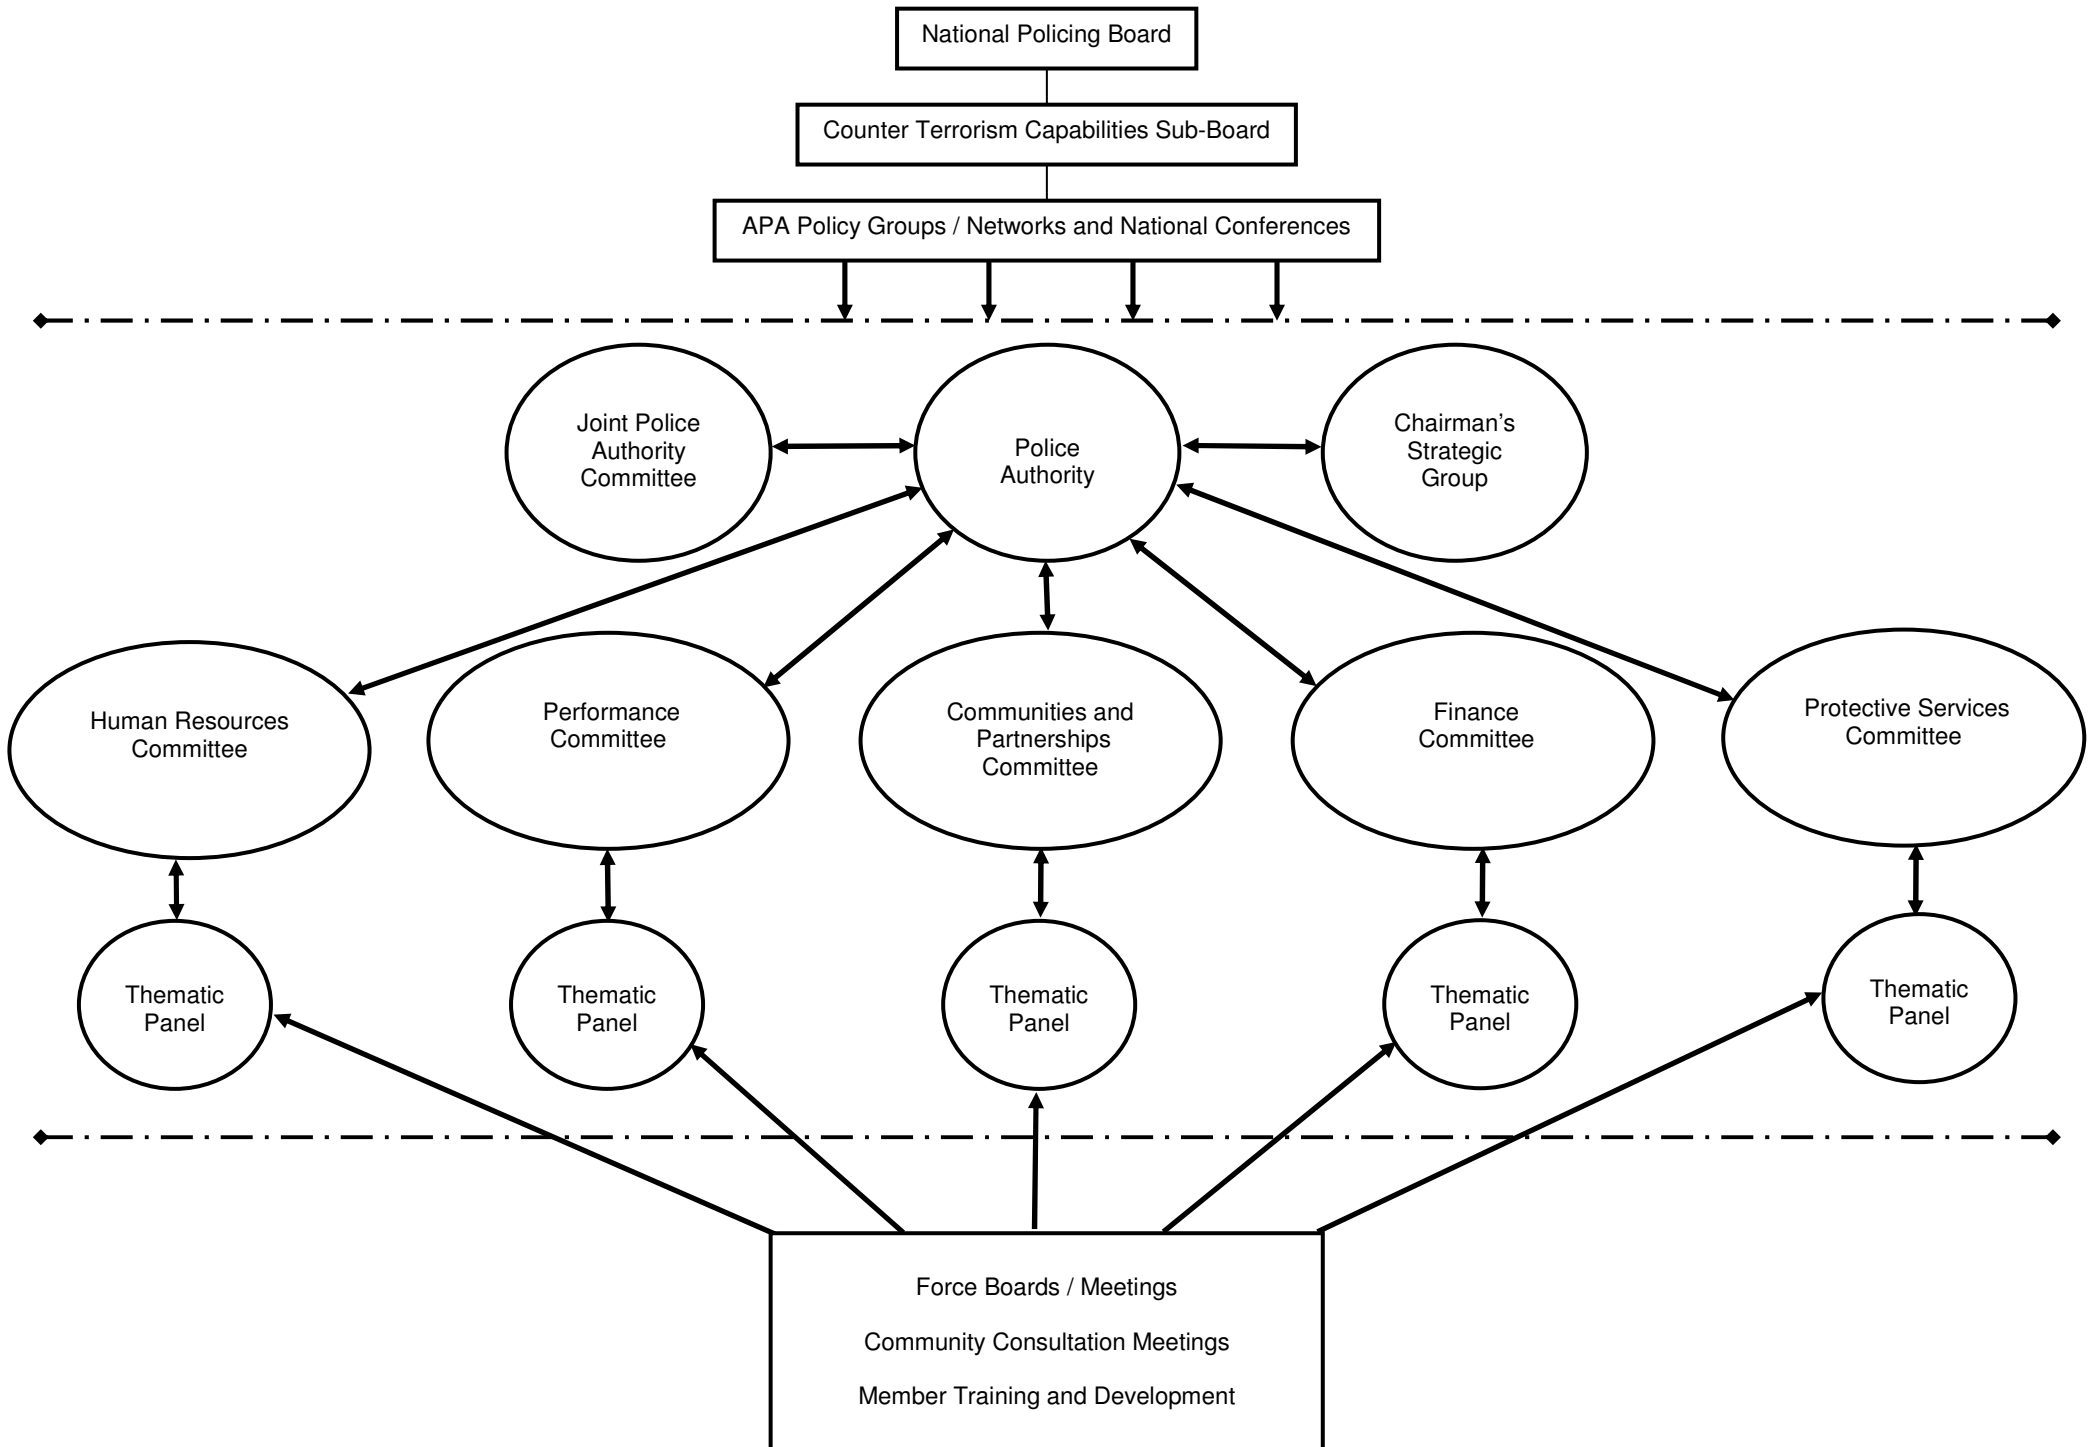 National Policing Board
Counter Terrorism Capabilities Sub-Board
APA Policy Groups / Networks and National Conferences
Joint Police
Authority
Committee
Police
Authority
Chairman’s
Strategic
Group
Human Resources
Committee
Performance
Committee
Communities and
Partnerships
Committee
Finance
Committee
Protective Services
Committee
Thematic
Panel
Thematic
Panel
Thematic
Panel
Thematic
Panel
Thematic
Panel
Force Boards / Meetings
Community Consultation Meetings
Member Training and Development